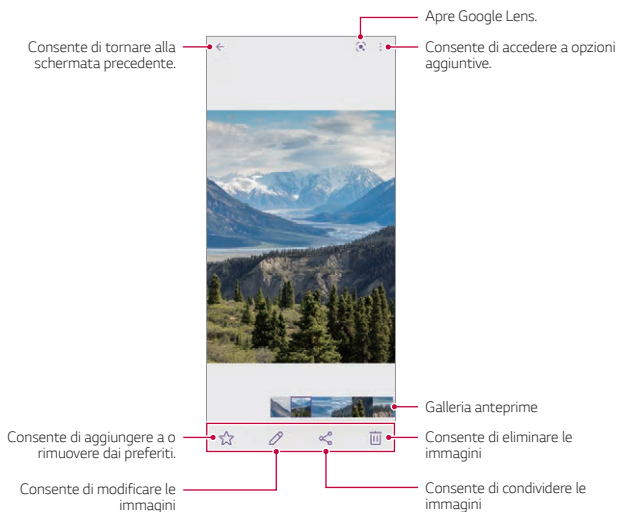 Apre Google Lens.
Consente di tornare alla
schermata precedente.
Consente di accedere a opzioni
aggiuntive.
Galleria anteprime
Consente di aggiungere a o
rimuovere dai preferiti.
Consente di eliminare le
immagini
Consente di modificare le
immagini
Consente di condividere le
immagini